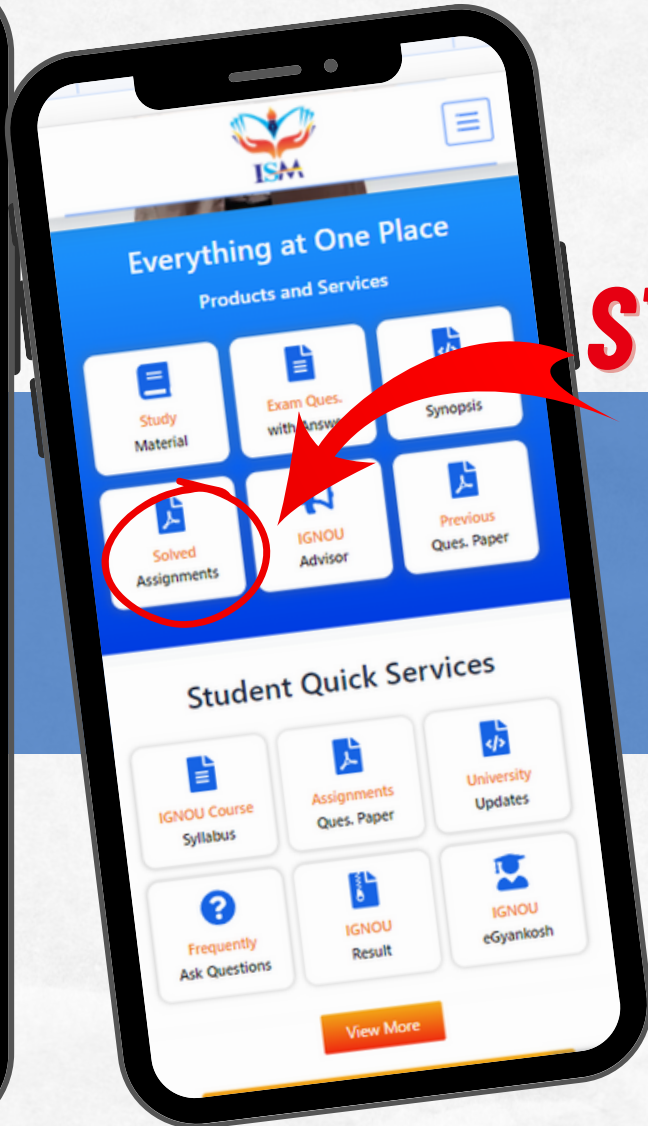 ISM
Everything at One Place
Products and Services
Study
Material
Exam Ques.
Synopsis
Solved
Assignments
IGNOU
Advisor
Previous
Ques. Paper
Student Quick Services
IGNOU Course
Syllabus
Assignments
Ques. Paper
University
Updates
Frequently
Ask Questions
IGNOU
Result
IGNOU
eGyankosh
View More